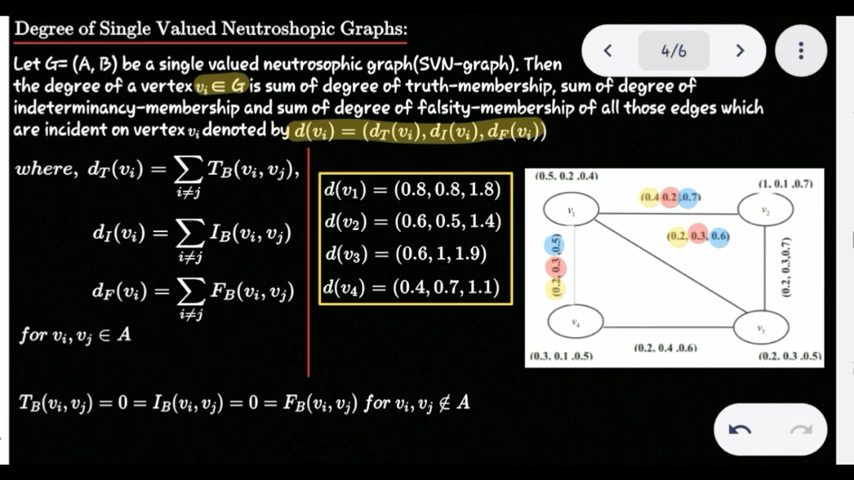 Degree of Single Valued Neutroshopic Graphs:
4/6
Let G= (A, B) be a single valued neutrosophic graph(SVN-graph). Then
the degree of a vertex v_i ∈ G is sum of degree of truth-membership, sum of degree of
indeterminancy-membership and sum of degree of falsity-membership of all those edges which
are incident on vertex v_i denoted by d(v_i) = (d_T(v_i), d_I(v_i), d_F(v_i))
where, d_T(v_i) = ∑_{i≠j} T_B(v_i, v_j),
d_I(v_i) = ∑_{i≠j} I_B(v_i, v_j)
d_F(v_i) = ∑_{i≠j} F_B(v_i, v_j)
for v_i, v_j ∈ A
d(v_1) = (0.8, 0.8, 1.8)
d(v_2) = (0.6, 0.5, 1.4)
d(v_3) = (0.6, 1, 1.9)
d(v_4) = (0.4, 0.7, 1.1)
(0.5, 0.2 .0.4)
(1, 0.1 .0.7)
(0.4 0.2 .0.7)
v_1
v_2
(0.2, 0.3, 0.6)
(0.2, 0.3 .0.5)
(0.2, 0.3,0.7)
v_4
v_3
(0.2, 0.4 .0.6)
(0.3, 0.1 .0.5)
(0.2, 0.3 .0.5)
T_B(v_i, v_j) = 0 = I_B(v_i, v_j) = 0 = F_B(v_i, v_j) for v_i, v_j ∉ A